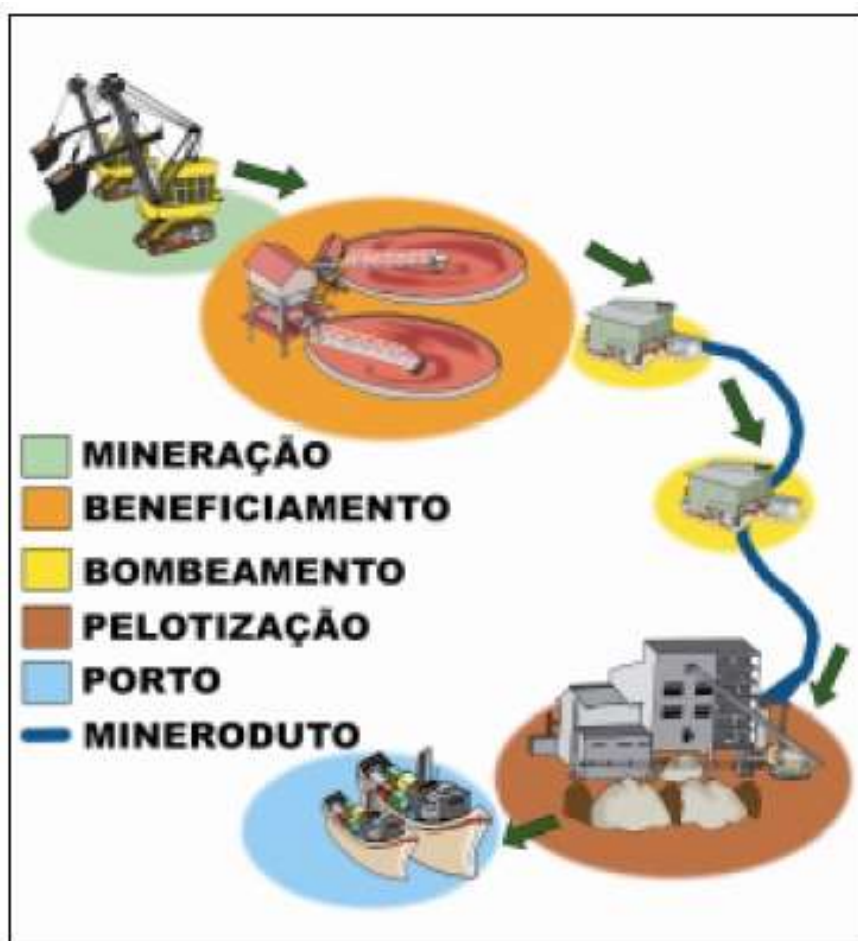 MINERAÇÃO
BENEFICIAMENTO
BOMBEAMENTO
PELOTIZAÇÃO
PORTO
MINERODUTO